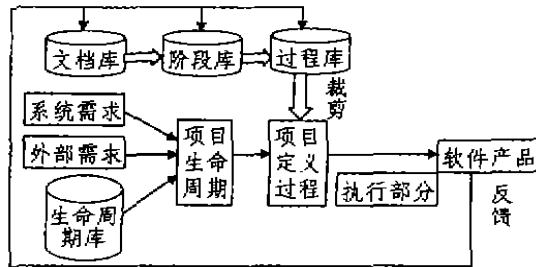 文档库
阶段库
过程库
裁剪
系统需求
外部需求
生命周
期库
项目
生命
周期
项目
定义
过程
执行部分
软件产品
反馈